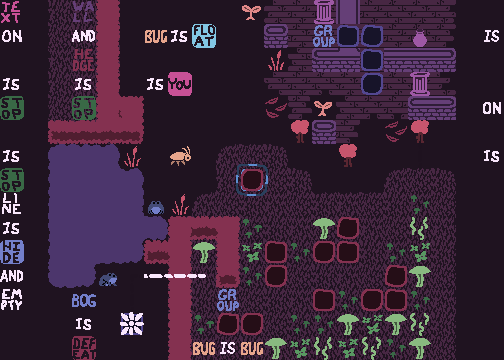 TEXT WALL
ON AND BUG IS FLOAT GROUP IS
HEDGE
IS IS IS YOU
STOP STOP ON
IS IS
STOP
LINE
IS
HIDE
AND
EMPTY BOG GROUP
IS
DEFEAT BUG IS BUG